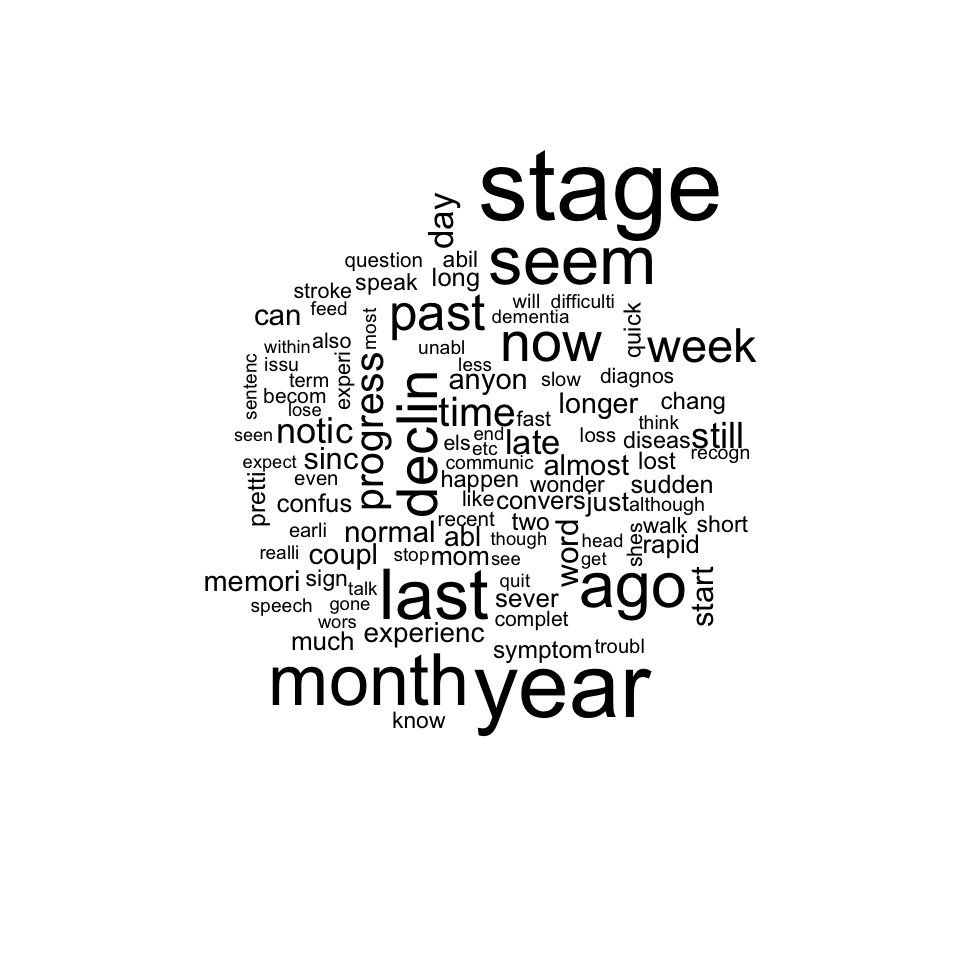 stage
day
seem
question
abil
speak
long
stroke
feed
can
past
will
difficulti
dementia
most
now
quick
week
within
also
unabl
issu
less
sentenc
term
experi
progress
declin
anyon
slow
diagnos
becom
lose
time
fast
longer
chang
think
seen
notic
els
end
etc
late
loss
diseas
still
recogn
expect
sinc
communic
almost
lost
even
happen
wonder
sudden
pretti
confus
like
convers
just
although
earli
normal
recent
two
abl
though
word
head
shes
walk
short
realli
coupl
stop
mom
see
get
rapid
memori
sign
talk
last
quit
ago
start
speech
gone
sever
wors
complet
much
experienc
symptom
troubl
month
year
know